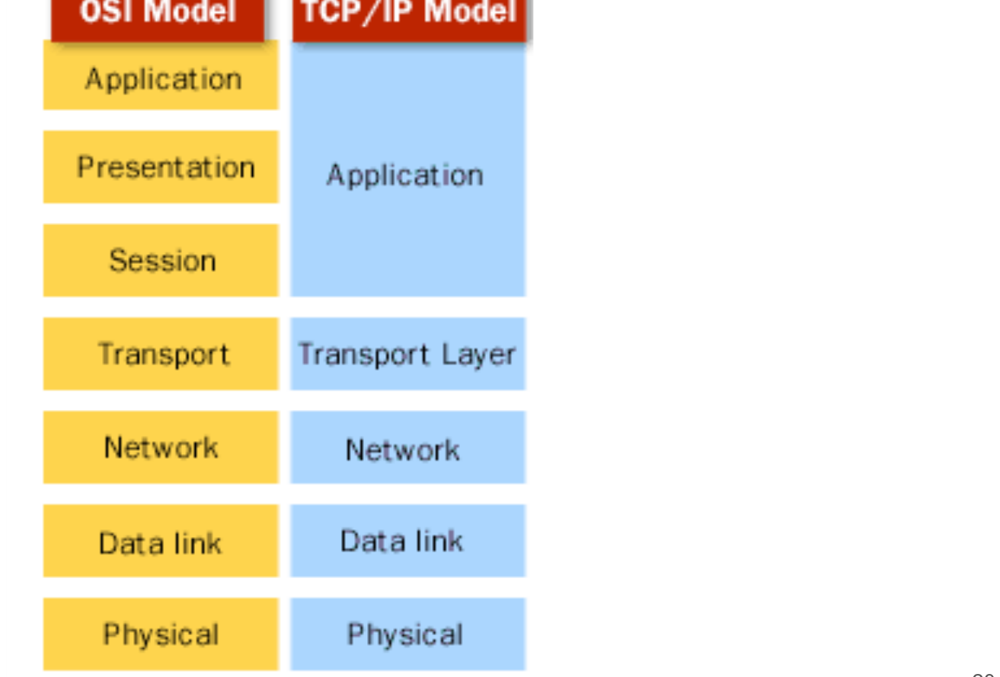 OSI Model TCP/IP Model
Application
Presentation
Application
Session
Transport Transport Layer
Network Network
Data link Data link
Physical Physical